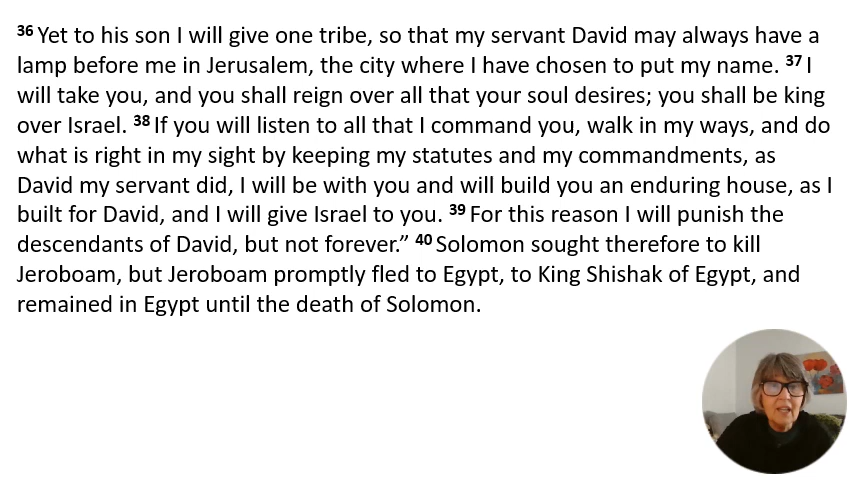 36 Yet to his son I will give one tribe, so that my servant David may always have a
lamp before me in Jerusalem, the city where I have chosen to put my name. 37 I
will take you, and you shall reign over all that your soul desires; you shall be king
over Israel. 38 If you will listen to all that I command you, walk in my ways, and do
what is right in my sight by keeping my statutes and my commandments, as
David my servant did, I will be with you and will build you an enduring house, as I
built for David, and I will give Israel to you. 39 For this reason I will punish the
descendants of David, but not forever.” 40 Solomon sought therefore to kill
Jeroboam, but Jeroboam promptly fled to Egypt, to King Shishak of Egypt, and
remained in Egypt until the death of Solomon.